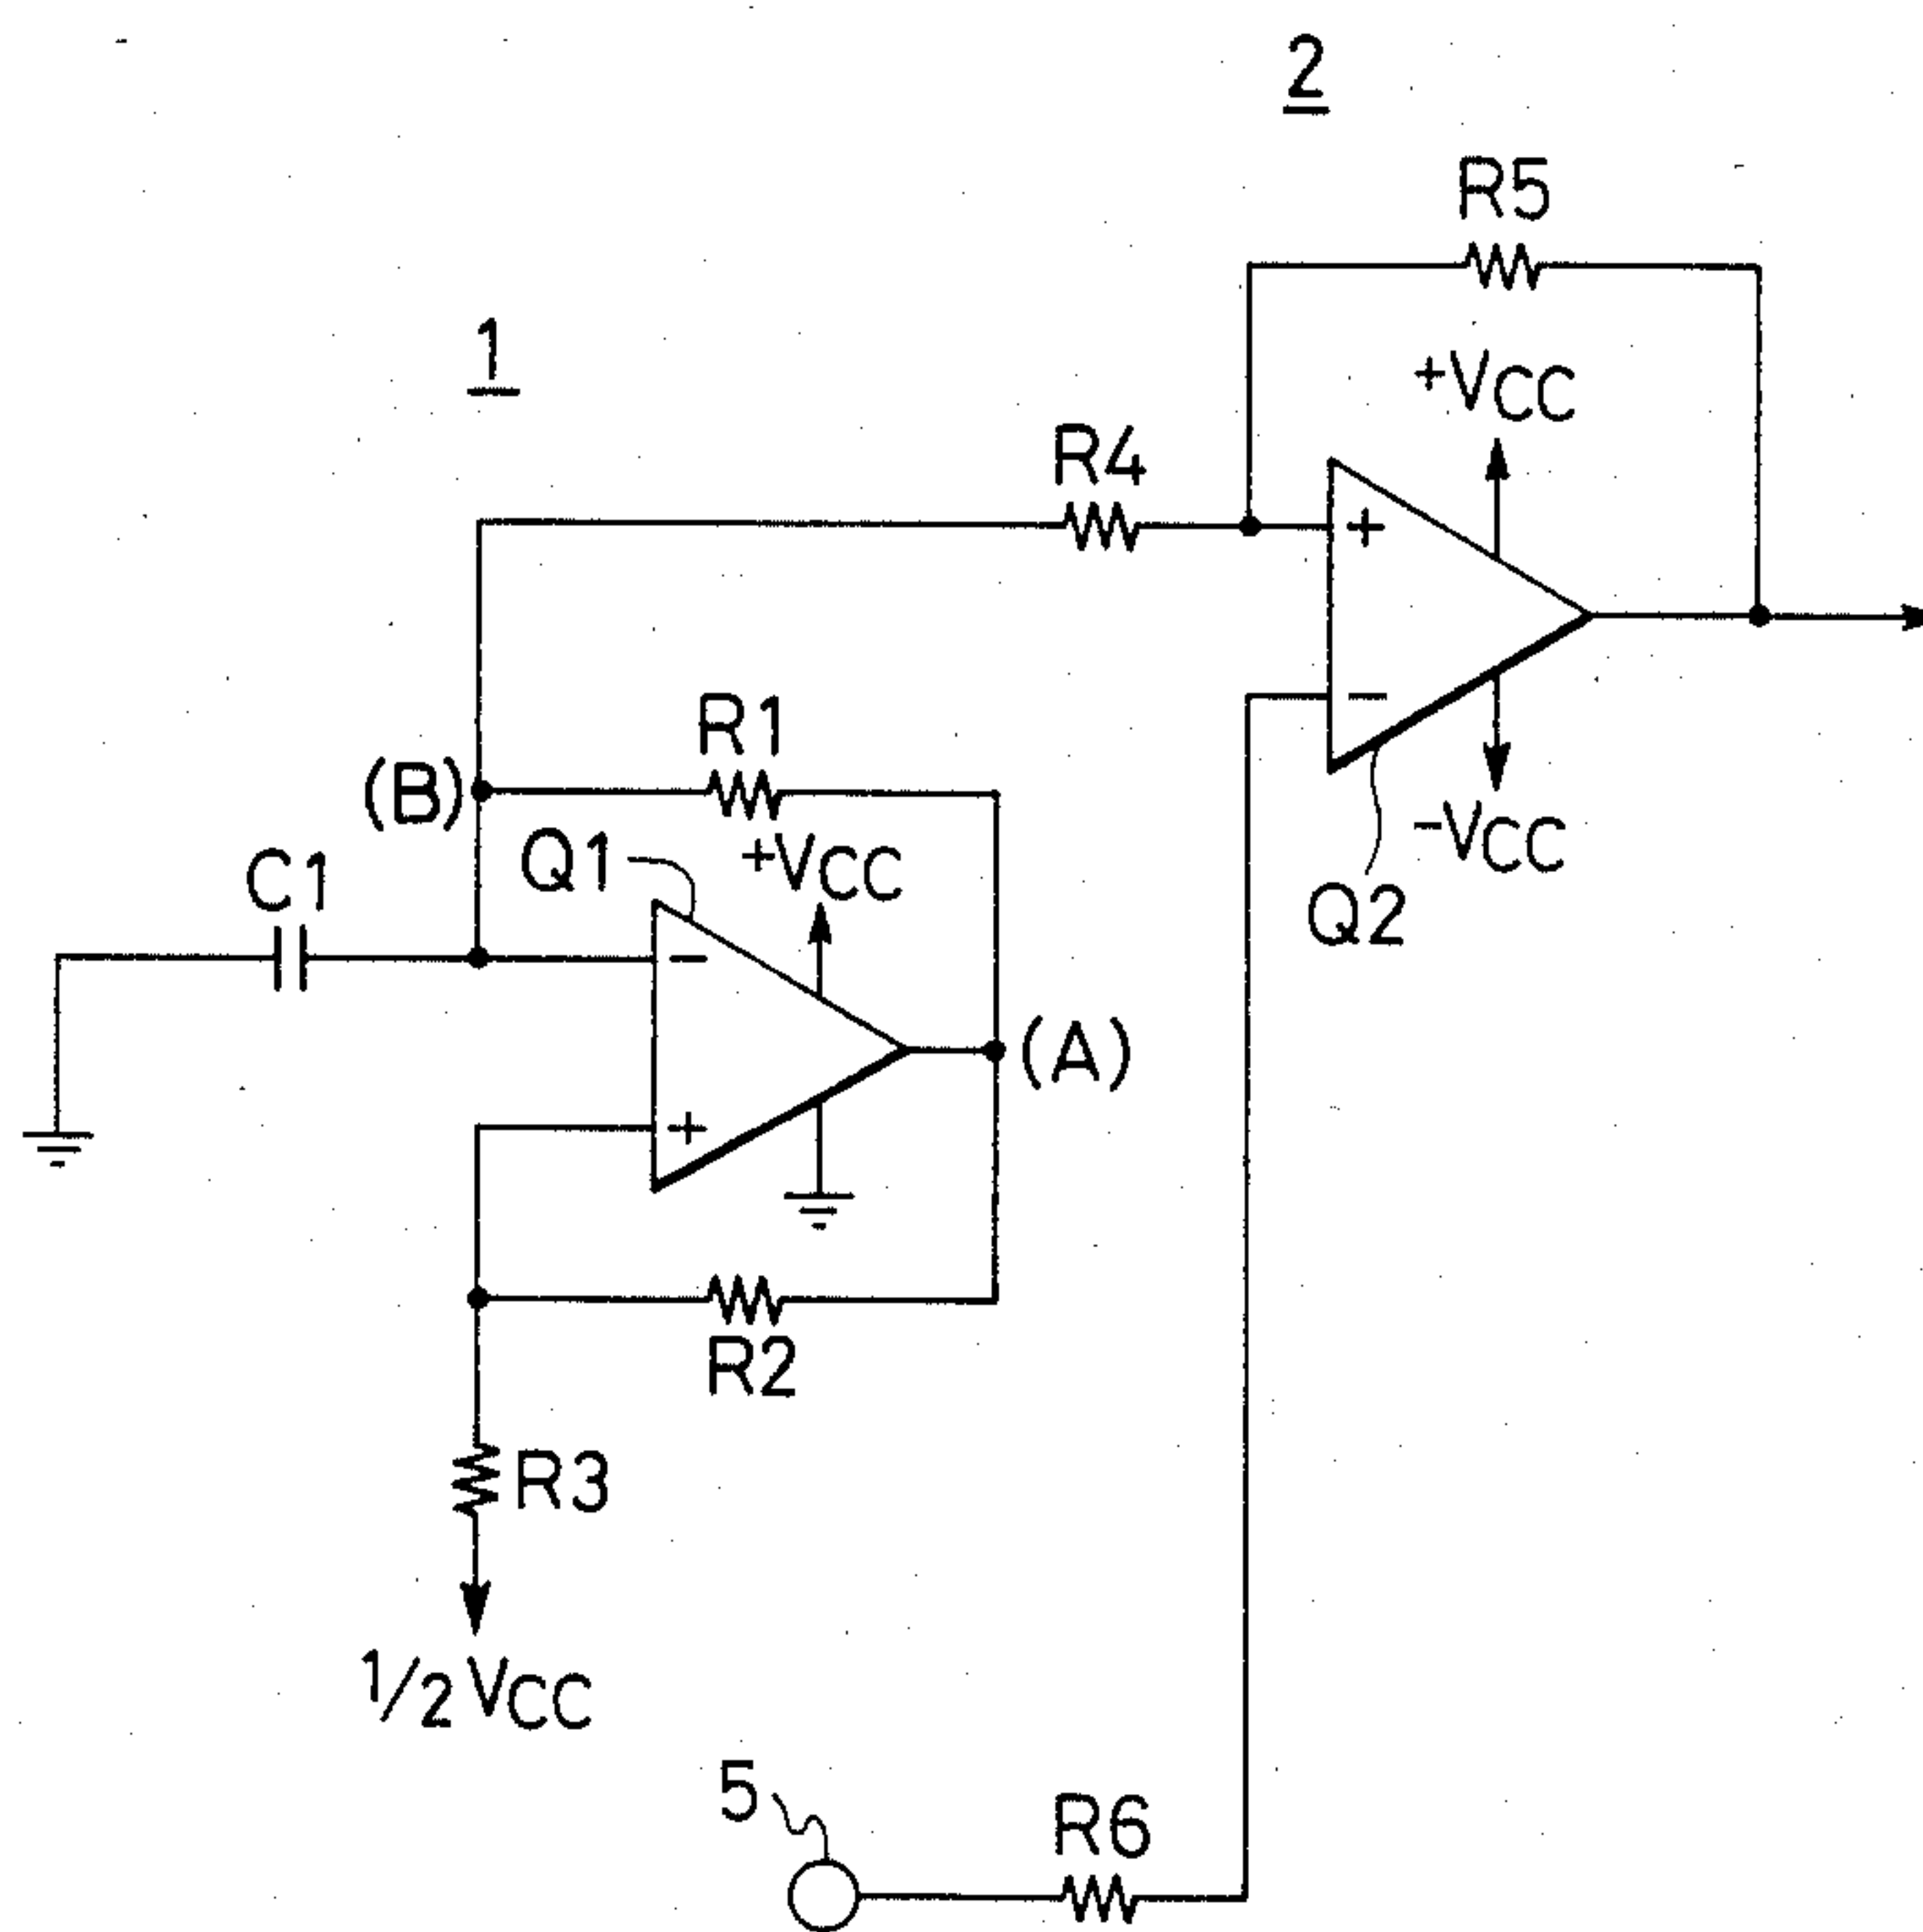 2
R5
1
+VCC
R4
+
R1
(B)
−
+VCC
Q1
−VCC
C1
Q2
−
(A)
+
R2
R3
1/2 VCC
5
R6